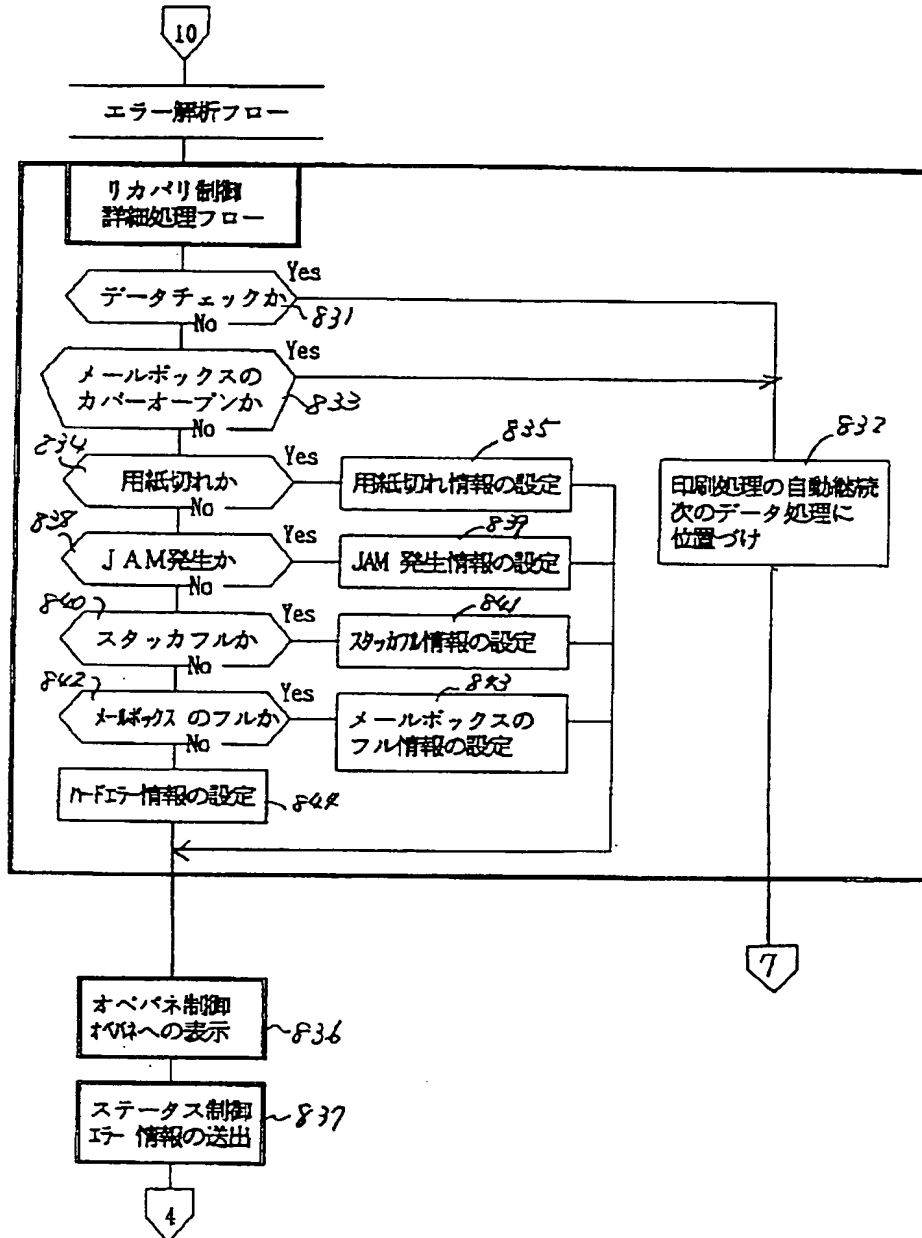 10
エラー解析フロー
リカバリ制御
詳細処理フロー
Yes
データチェックか
831
No
Yes
メールボックスの
カバーオープンか
833
No
834
Yes
用紙切れか
835
用紙切れ情報の設定
832
印刷処理の自動継続
次のデータ処理に
位置づけ
No
838
Yes
JAM発生か
839
JAM 発生情報の設定
No
840
Yes
スタッカフルか
841
スタッカフル情報の設定
No
842
Yes
メールボックス のフルか
843
メールボックスの
フル情報の設定
No
ハードエラー情報の設定
844
7
オペパネ制御
オペパネへの表示
836
ステータス制御
エラー 情報の送出
837
4